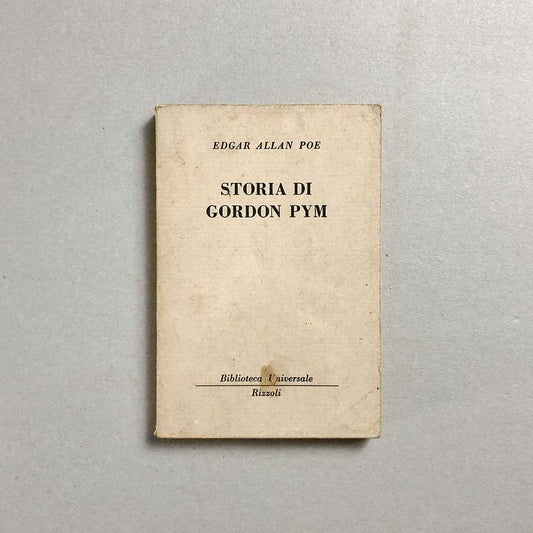 EDGAR ALLAN POE
STORIA DI
GORDON PYM
Biblioteca Universale
Rizzoli